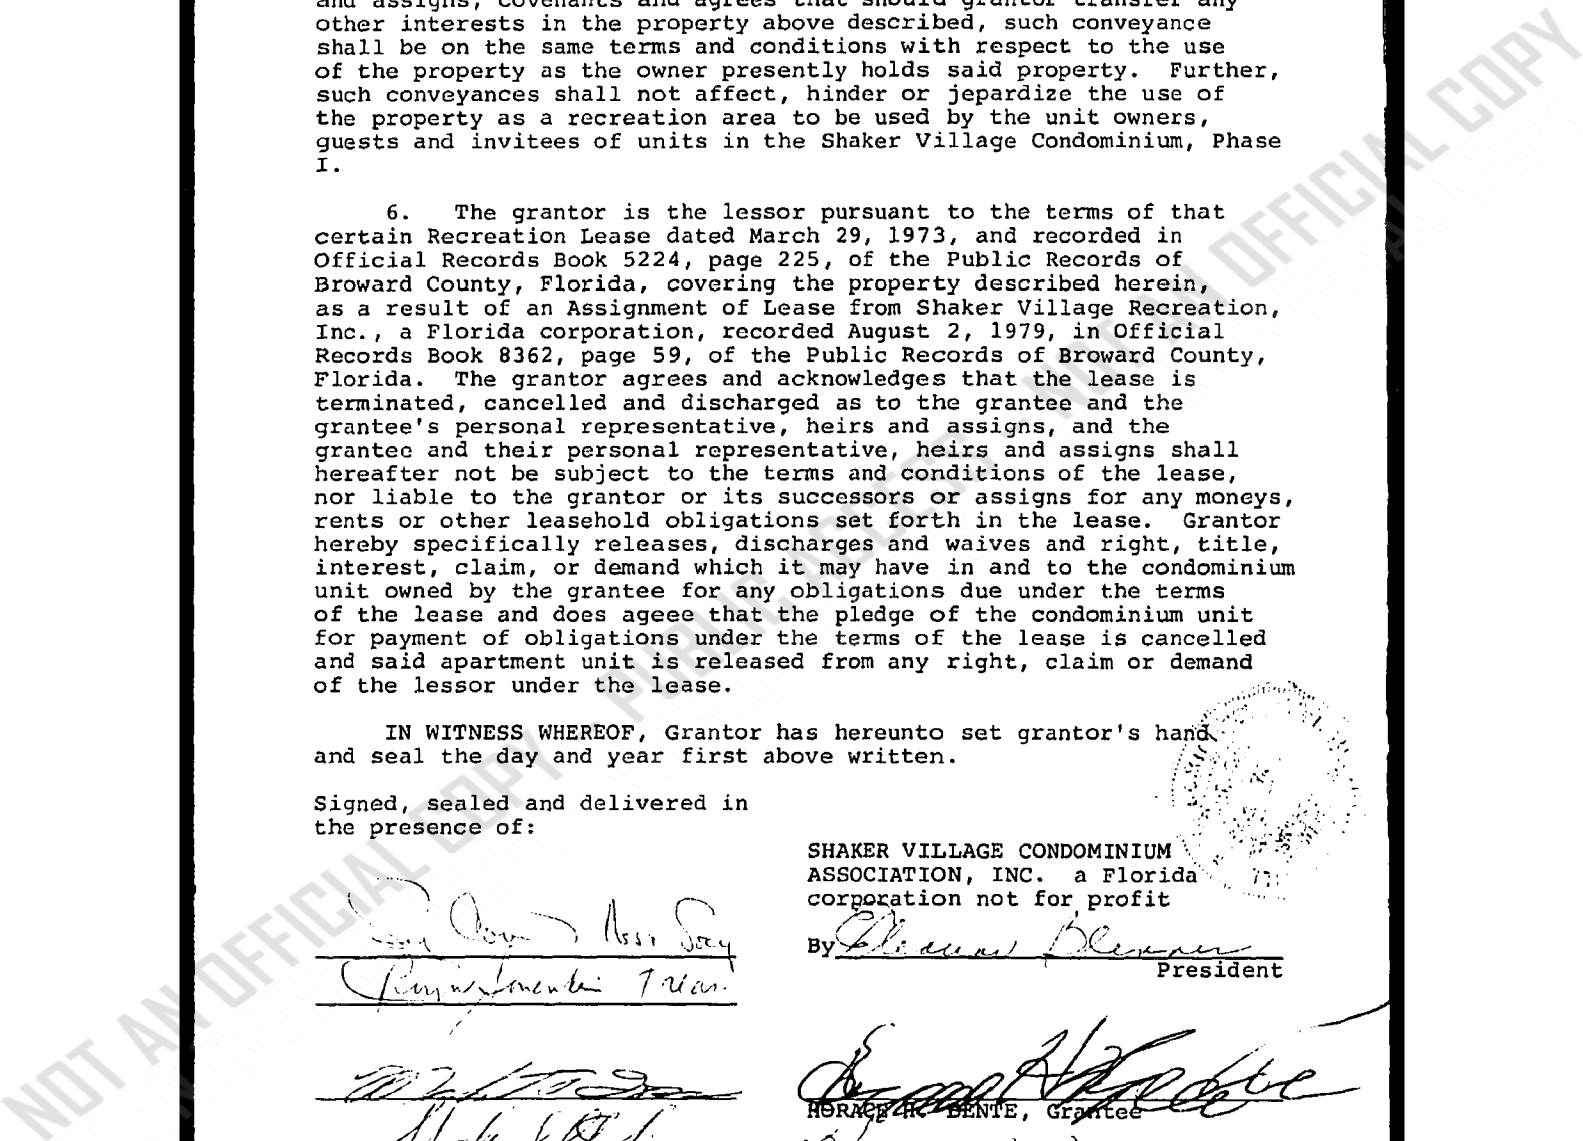 and assigns, covenants and agrees that should grantor transfer any
other interests in the property above described, such conveyance
shall be on the same terms and conditions with respect to the use
of the property as the owner presently holds said property. Further,
such conveyances shall not affect, hinder or jepardize the use of
the property as a recreation area to be used by the unit owners,
guests and invitees of units in the Shaker Village Condominium, Phase
I.
6. The grantor is the lessor pursuant to the terms of that
certain Recreation Lease dated March 29, 1973, and recorded in
Official Records Book 5224, page 225, of the Public Records of
Broward County, Florida, covering the property described herein,
as a result of an Assignment of Lease from Shaker Village Recreation,
Inc., a Florida corporation, recorded August 2, 1979, in Official
Records Book 8362, page 59, of the Public Records of Broward County,
Florida. The grantor agrees and acknowledges that the lease is
terminated, cancelled and discharged as to the grantee and the
grantee's personal representative, heirs and assigns, and the
grantee and their personal representative, heirs and assigns shall
hereafter not be subject to the terms and conditions of the lease,
nor liable to the grantor or its successors or assigns for any moneys,
rents or other leasehold obligations set forth in the lease. Grantor
hereby specifically releases, discharges and waives and right, title,
interest, claim, or demand which it may have in and to the condominium
unit owned by the grantee for any obligations due under the terms
of the lease and does ageee that the pledge of the condominium unit
for payment of obligations under the terms of the lease is cancelled
and said apartment unit is released from any right, claim or demand
of the lessor under the lease.
IN WITNESS WHEREOF, Grantor has hereunto set grantor's hand
and seal the day and year first above written.
Signed, sealed and delivered in
the presence of:
SHAKER VILLAGE CONDOMINIUM
ASSOCIATION, INC. a Florida
corporation not for profit
By
President
HORACE H. DENTE, Grantee
NOT AN OFFICIAL COPY - PUBLIC ACCESS - NOT AN OFFICIAL COPY